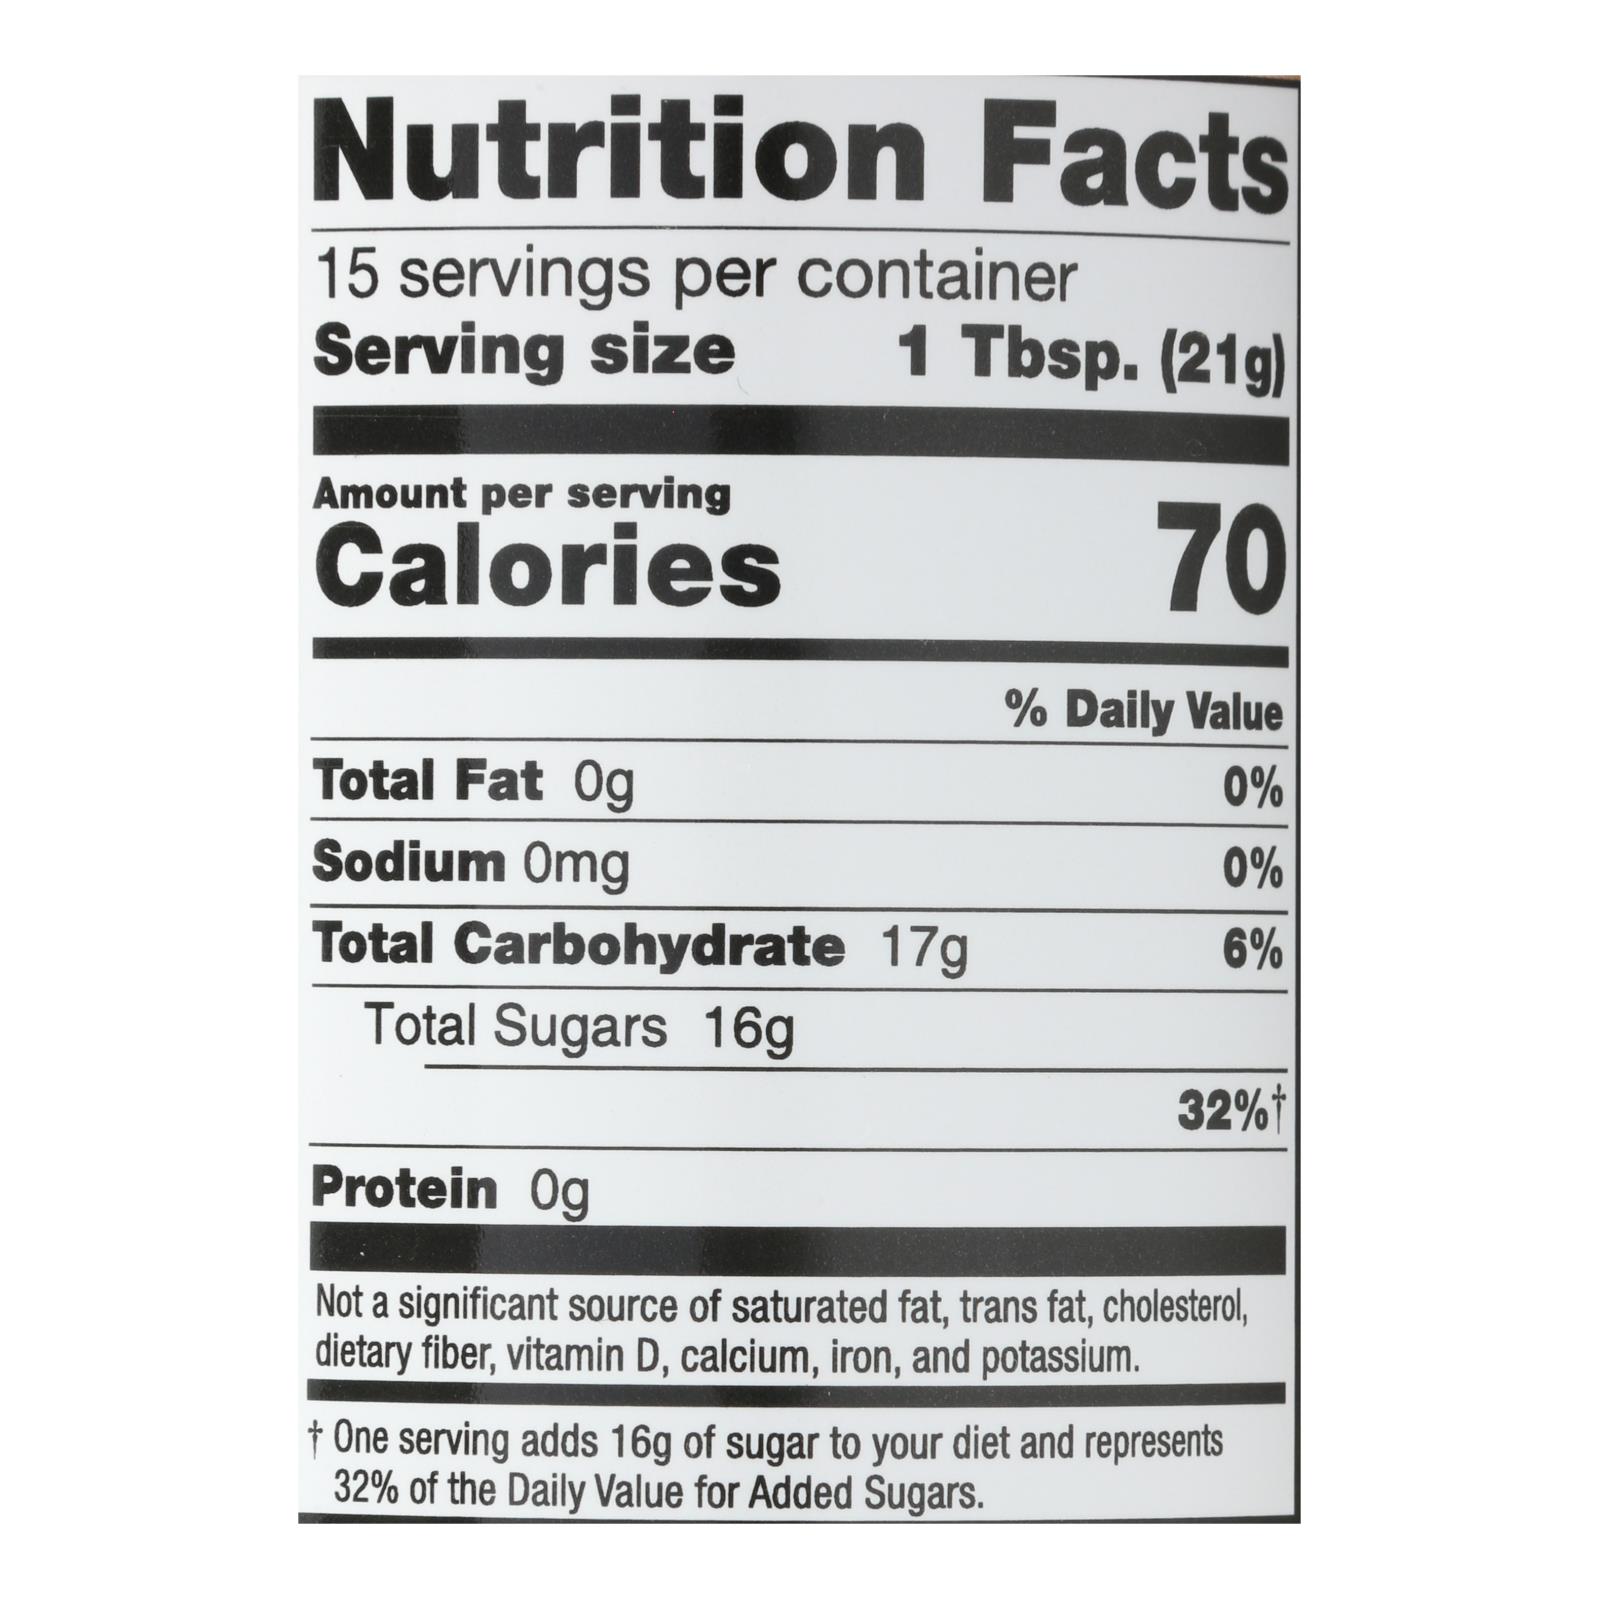 Nutrition Facts
15 servings per container
Serving size 1 Tbsp. (21g)
Amount per serving
Calories 70
% Daily Value
Total Fat 0g 0%
Sodium 0mg 0%
Total Carbohydrate 17g 6%
Total Sugars 16g
32%†
Protein 0g
Not a significant source of saturated fat, trans fat, cholesterol,
dietary fiber, vitamin D, calcium, iron, and potassium.
† One serving adds 16g of sugar to your diet and represents
32% of the Daily Value for Added Sugars.